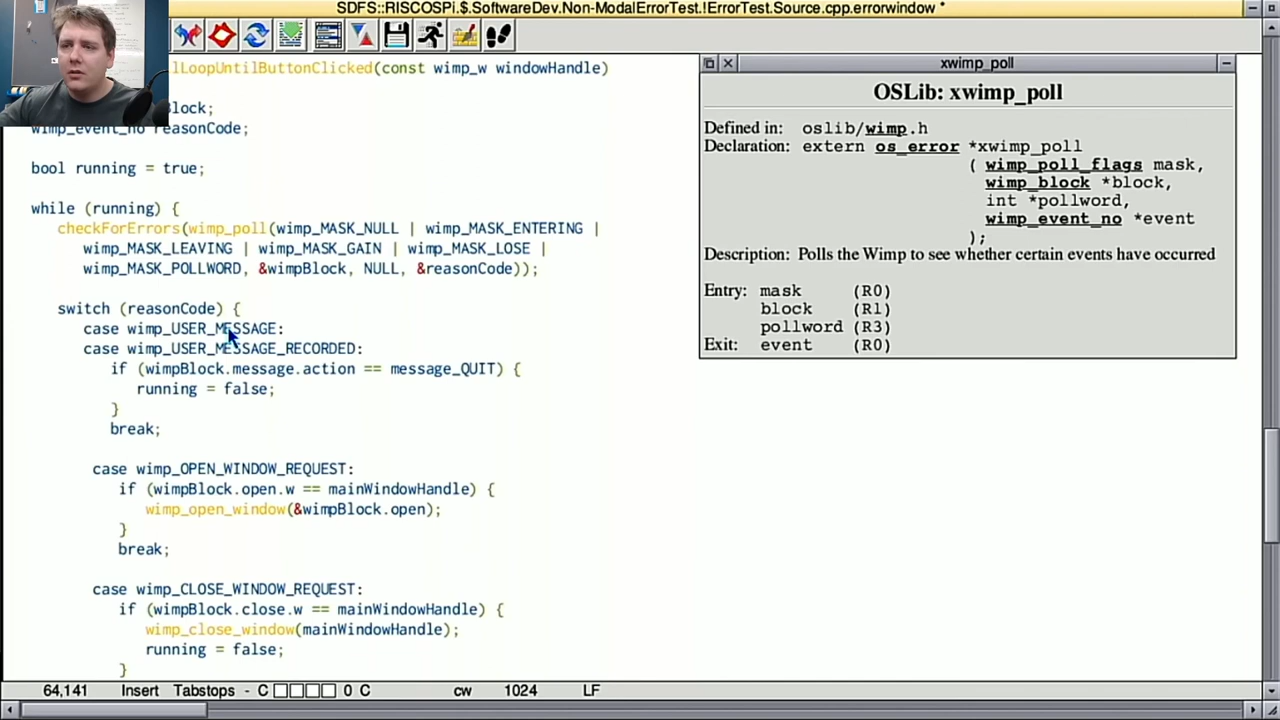 SDFS::RISCOSPi.$.SoftwareDev.Non-ModalErrorTest.!ErrorTest.Source.cpp.errorwindow *
lLoopUntilButtonClicked(const wimp_w windowHandle)
Block;
wimp_event_no reasonCode;
bool running = true;
while (running) {
checkForErrors(wimp_poll(wimp_MASK_NULL | wimp_MASK_ENTERING |
wimp_MASK_LEAVING | wimp_MASK_GAIN | wimp_MASK_LOSE |
wimp_MASK_POLLWORD, &wimpBlock, NULL, &reasonCode));
switch (reasonCode) {
case wimp_USER_MESSAGE:
case wimp_USER_MESSAGE_RECORDED:
if (wimpBlock.message.action == message_QUIT) {
running = false;
}
break;
case wimp_OPEN_WINDOW_REQUEST:
if (wimpBlock.open.w == mainWindowHandle) {
wimp_open_window(&wimpBlock.open);
}
break;
case wimp_CLOSE_WINDOW_REQUEST:
if (wimpBlock.close.w == mainWindowHandle) {
wimp_close_window(mainWindowHandle);
running = false;
}
xwimp_poll
OSLib: xwimp_poll
Defined in: oslib/wimp.h
Declaration: extern os_error *xwimp_poll
( wimp_poll_flags mask,
wimp_block *block,
int *pollword,
wimp_event_no *event
);
Description: Polls the Wimp to see whether certain events have occurred
Entry: mask (R0)
block (R1)
pollword (R3)
Exit: event (R0)
64,141 Insert Tabstops - C 0 C cw 1024 LF